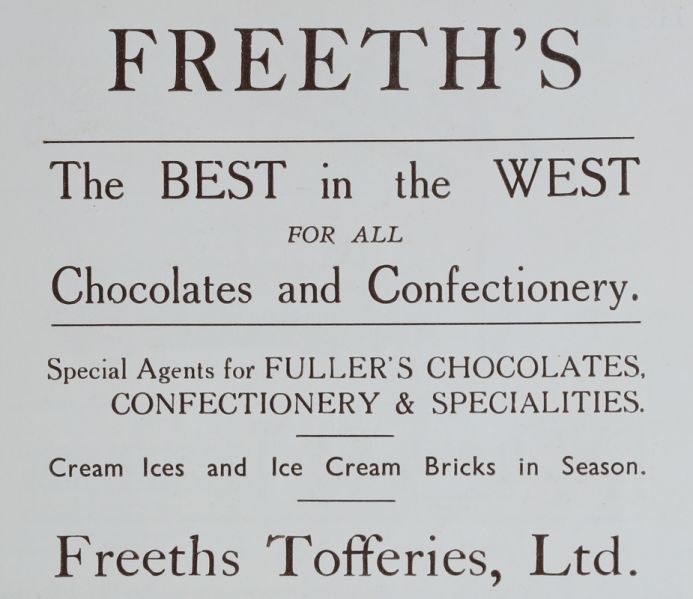 FREETH'S
The BEST in the WEST
FOR ALL
Chocolates and Confectionery.
Special Agents for FULLER'S CHOCOLATES,
CONFECTIONERY & SPECIALITIES.
Cream Ices and Ice Cream Bricks in Season.
Freeths Tofferies, Ltd.